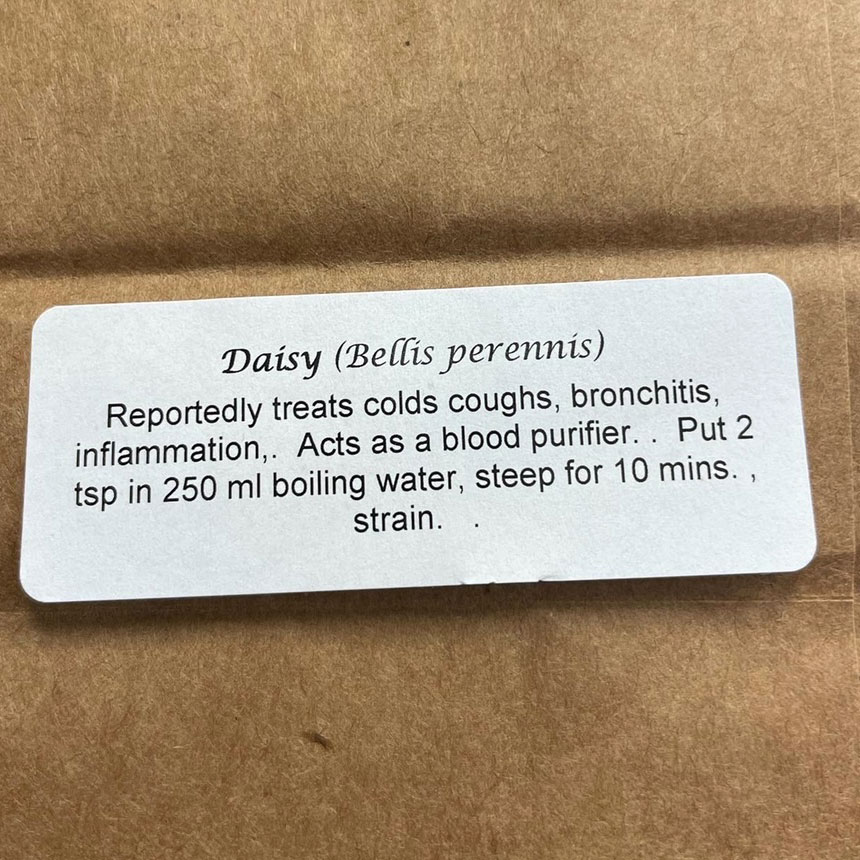 Daisy (Bellis perennis)
Reportedly treats colds coughs, bronchitis,
inflammation,.  Acts as a blood purifier. .  Put 2
tsp in 250 ml boiling water, steep for 10 mins. ,
strain.   .